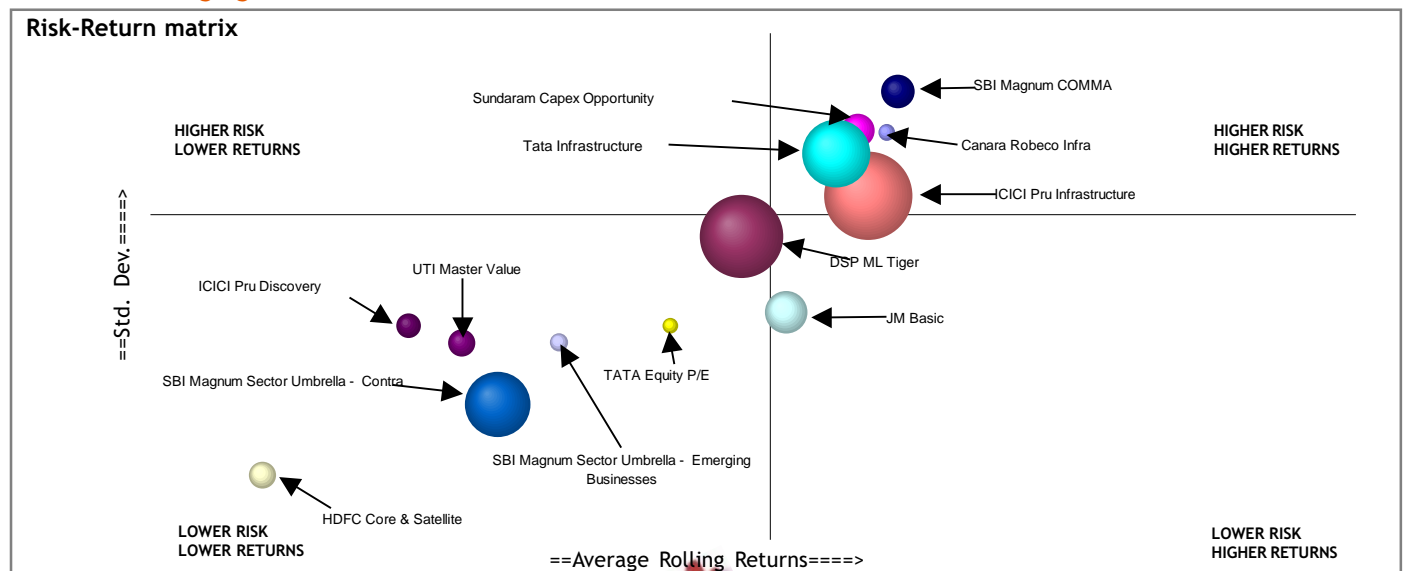 Risk-Return matrix
SBI Magnum COMMA
Sundaram Capex Opportunity
HIGHER RISK
LOWER RETURNS
HIGHER RISK
HIGHER RETURNS
Tata Infrastructure
Canara Robeco Infra
ICICI Pru Infrastructure
==Std. Dev.====>
DSP ML Tiger
UTI Master Value
ICICI Pru Discovery
JM Basic
TATA Equity P/E
SBI Magnum Sector Umbrella - Contra
SBI Magnum Sector Umbrella - Emerging
Businesses
HDFC Core & Satellite
LOWER RISK
LOWER RETURNS
LOWER RISK
HIGHER RETURNS
==Average Rolling Returns====>